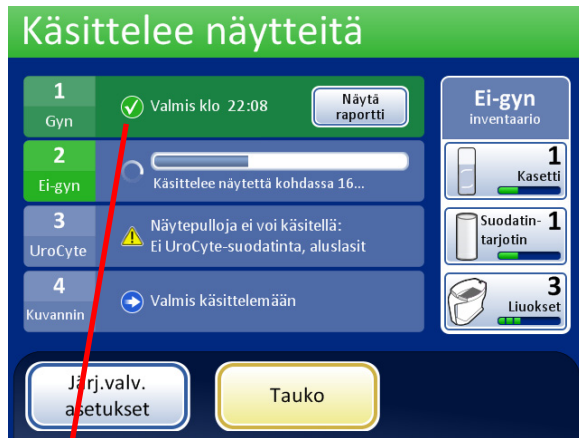 Käsittelee näytteitä
1
Gyn
Valmis klo 22:08
Näytä
raportti
2
Ei-gyn
Käsittelee näytettä kohdassa 16...
3
UroCyte
Näytepulloja ei voi käsitellä:
Ei UroCyte-suodatinta, aluslasit
4
Kuvannin
Valmis käsittelemään
Ei-gyn
inventaario
1
Kasetti
Suodatin- 1
tarjotin
3
Liuokset
Järj.valv.
asetukset
Tauko